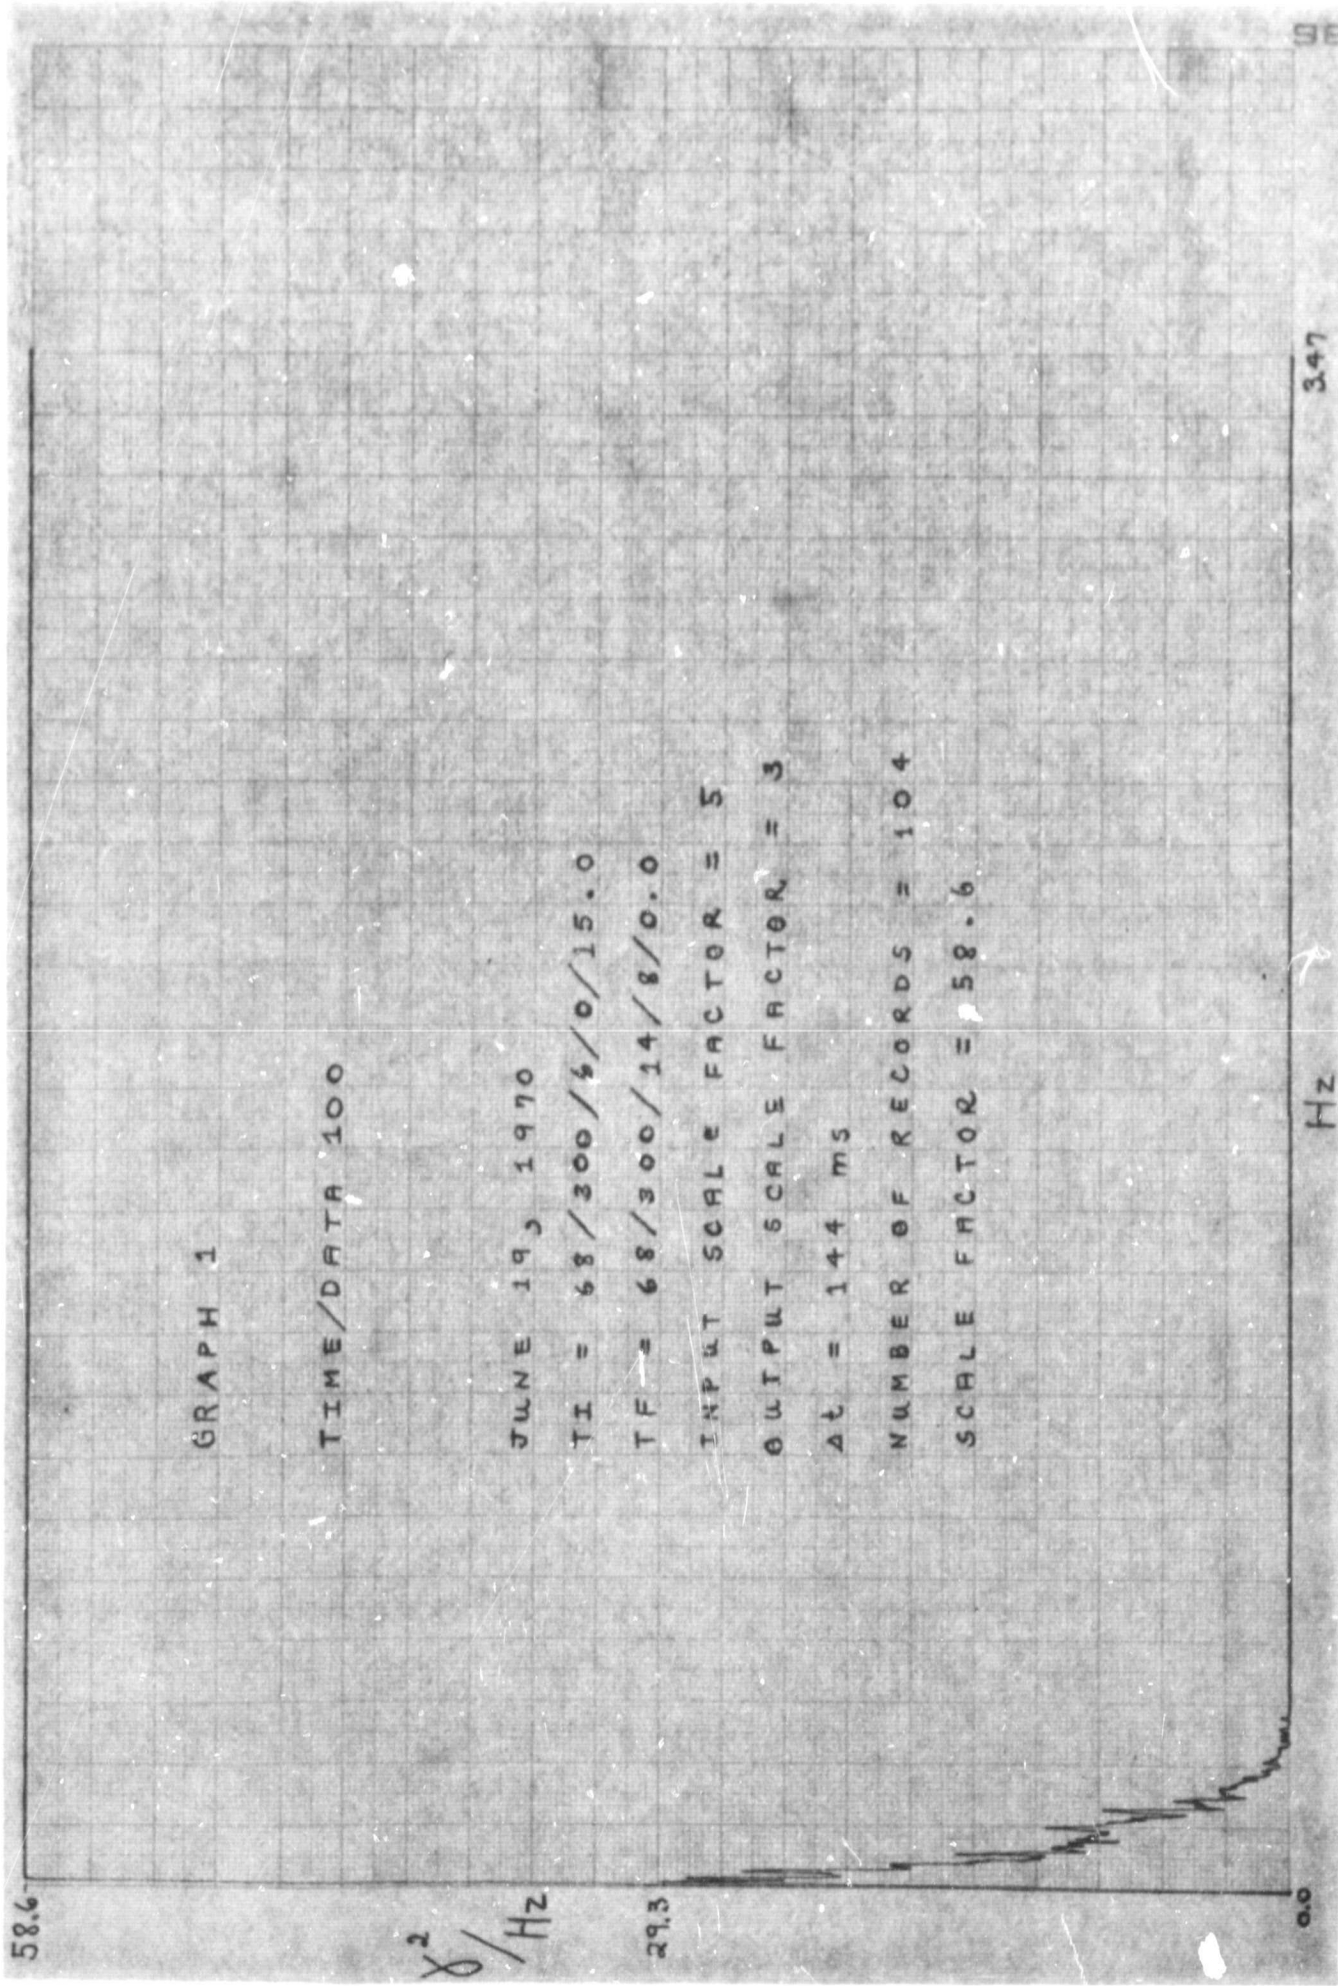 GRAPH 1
TIME/DATA 100
JUNE 19, 1970
TI = 68/300/6/0/15.0
TF = 68/300/14/8/0.0
INPUT SCALE FACTOR = 5
OUTPUT SCALE FACTOR = 3
Δt = 144 ms
NUMBER OF RECORDS = 104
SCALE FACTOR = 58.6
58.6
γ²/Hz
29.3
0.0
Hz
3.47